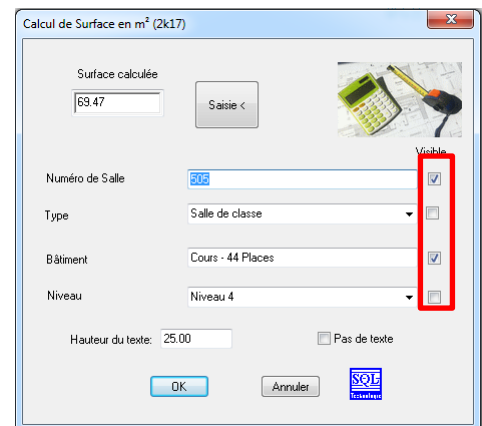 Calcul de Surface en m² (2k17)
Surface calculée
69.47
Saisie <
Visible
Numéro de Salle
505
Type
Salle de classe
Bâtiment
Cours - 44 Places
Niveau
Niveau 4
Hauteur du texte: 25.00
Pas de texte
OK
Annuler
SQL
Technologie